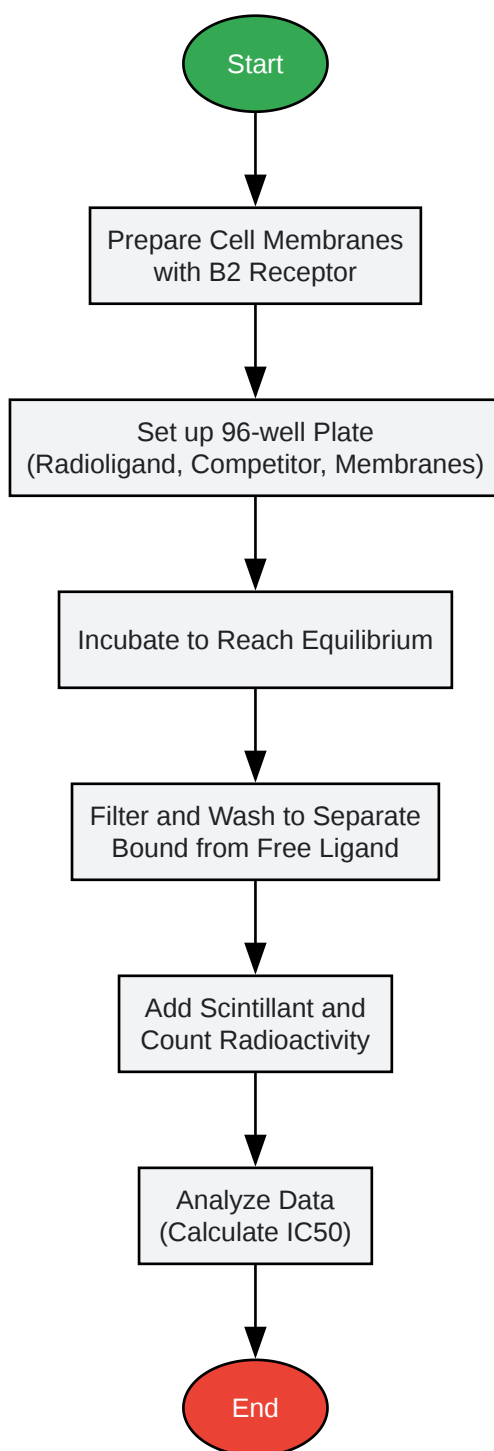 Start
Prepare Cell Membranes
with B2 Receptor
Set up 96-well Plate
(Radioligand, Competitor, Membranes)
Incubate to Reach Equilibrium
Filter and Wash to Separate
Bound from Free Ligand
Add Scintillant and
Count Radioactivity
Analyze Data
(Calculate IC50)
End